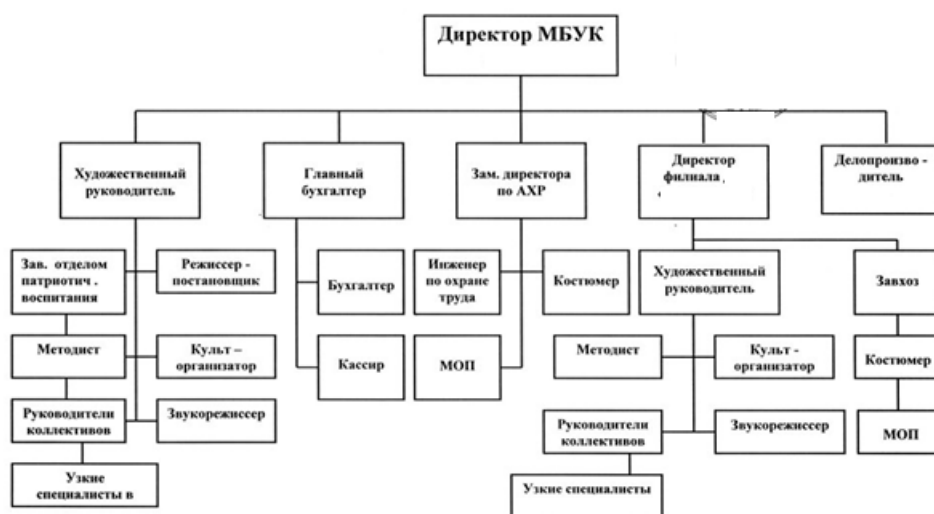 Директор МБУК
Художественный
руководитель
Главный
бухгалтер
Зам. директора
по АХР
Директор
филиала
Делопроизво - 
дитель
Зав. отделом
патриотич .
воспитания
Режиссер -
постановщик
Бухгалтер
Инженер
по охране
труда
Костюмер
Художественный
руководитель
Завхоз
Методист
Культ –
организатор
Кассир
МОП
Методист
Культ -
организатор
Костюмер
Руководители
коллективов
Звукорежиссер
Руководители
коллективов
Звукорежиссер
МОП
Узкие
специалисты в
Узкие специалисты